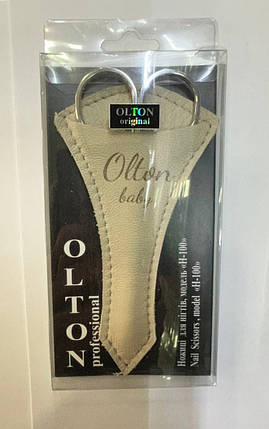 OLTON
original
Olton
baby
OLTON
professional
Ножиці для нігтів, модель «Н-100»
Nail Scissors, model «H-100»